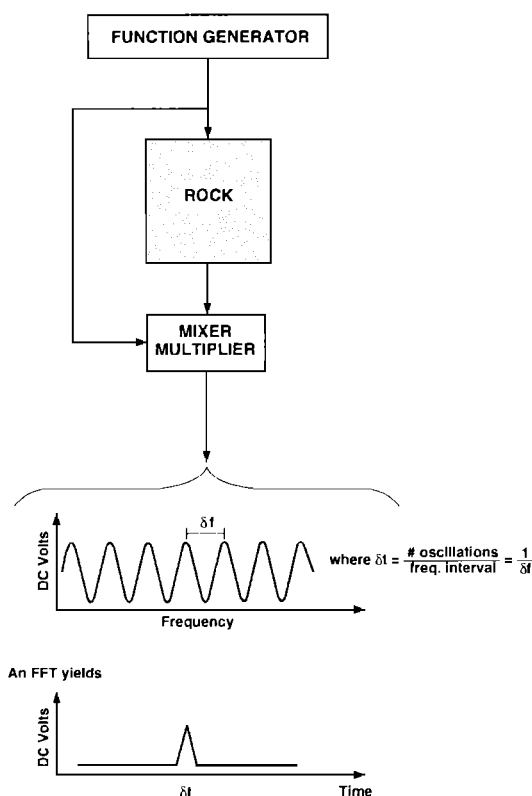 FUNCTION GENERATOR
ROCK
MIXER
MULTIPLIER
δf
DC Volts
Frequency
where δt = # oscillations / freq. interval = 1 / δf
An FFT yields
DC Volts
δt
Time